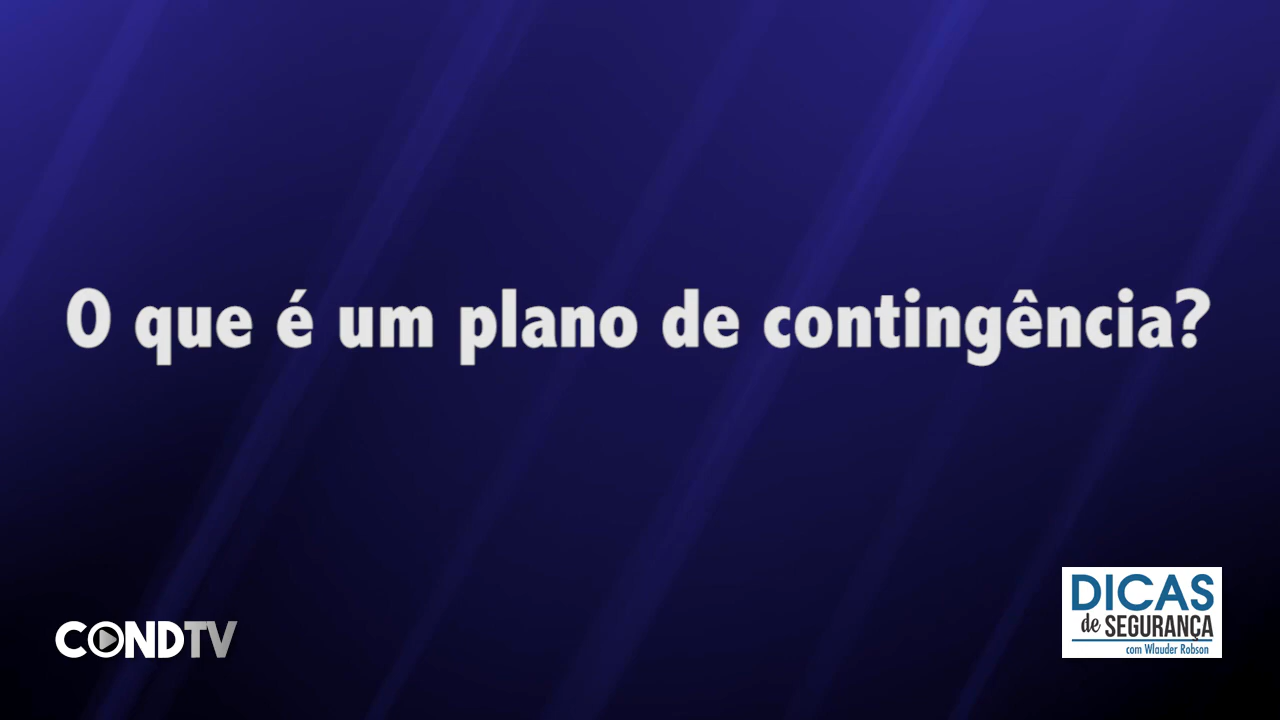 O que é um plano de contingência?
CONDTV
DICAS
de SEGURANÇA
com Wlauder Robson